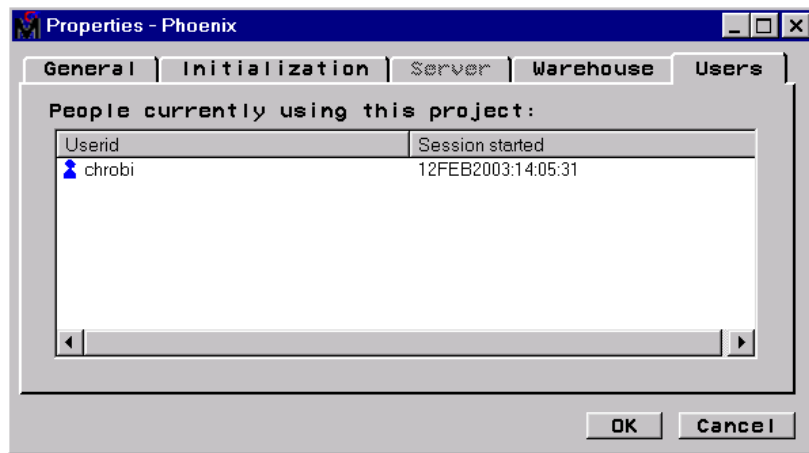 Properties - Phoenix
General Initialization Server Warehouse Users
People currently using this project:
Userid Session started
chrobi 12FEB2003:14:05:31
OK Cancel